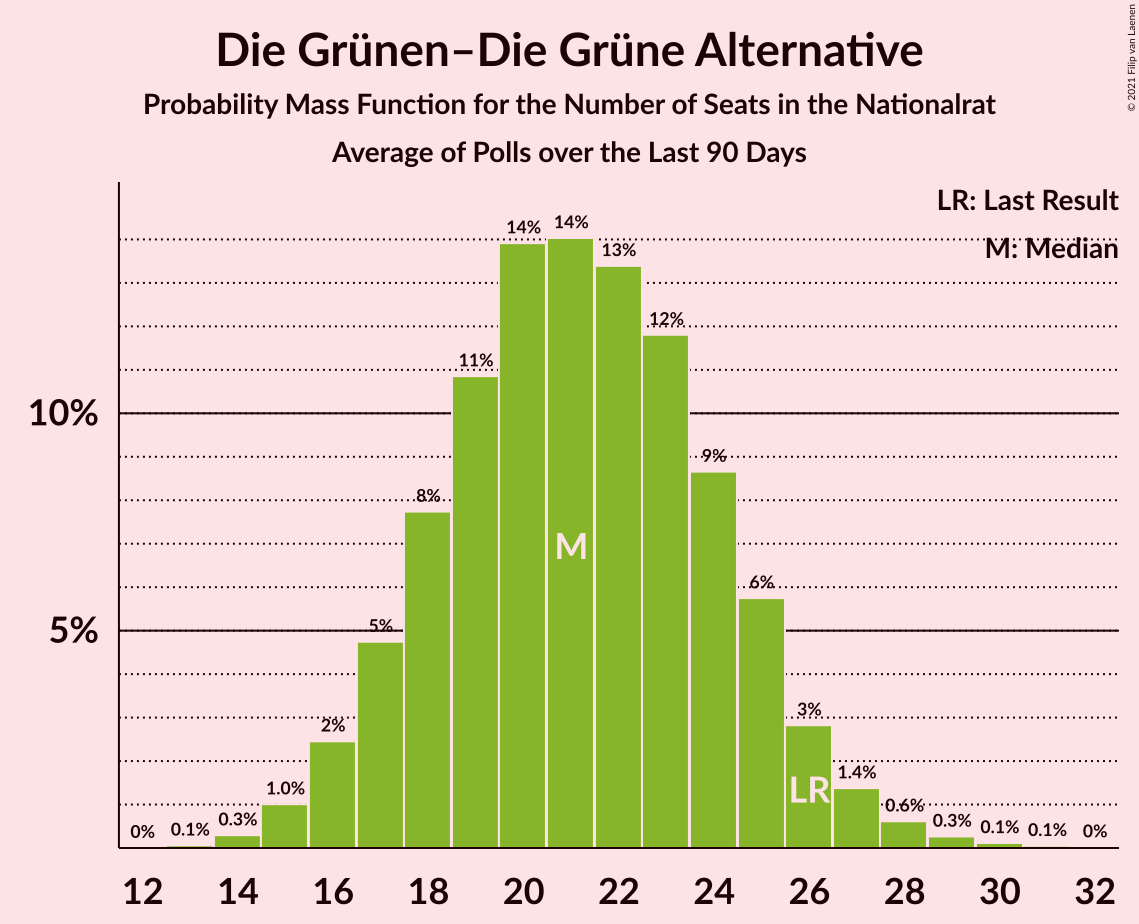 Die Grünen–Die Grüne Alternative
Probability Mass Function for the Number of Seats in the Nationalrat
Average of Polls over the Last 90 Days
© 2021 Filip van Laenen
LR: Last Result
M: Median
10%
5%
0%
0.1%
0.3%
1.0%
2%
5%
8%
11%
14%
14%
13%
12%
9%
6%
3%
1.4%
0.6%
0.3%
0.1%
0.1%
0%
M
LR
12 14 16 18 20 22 24 26 28 30 32